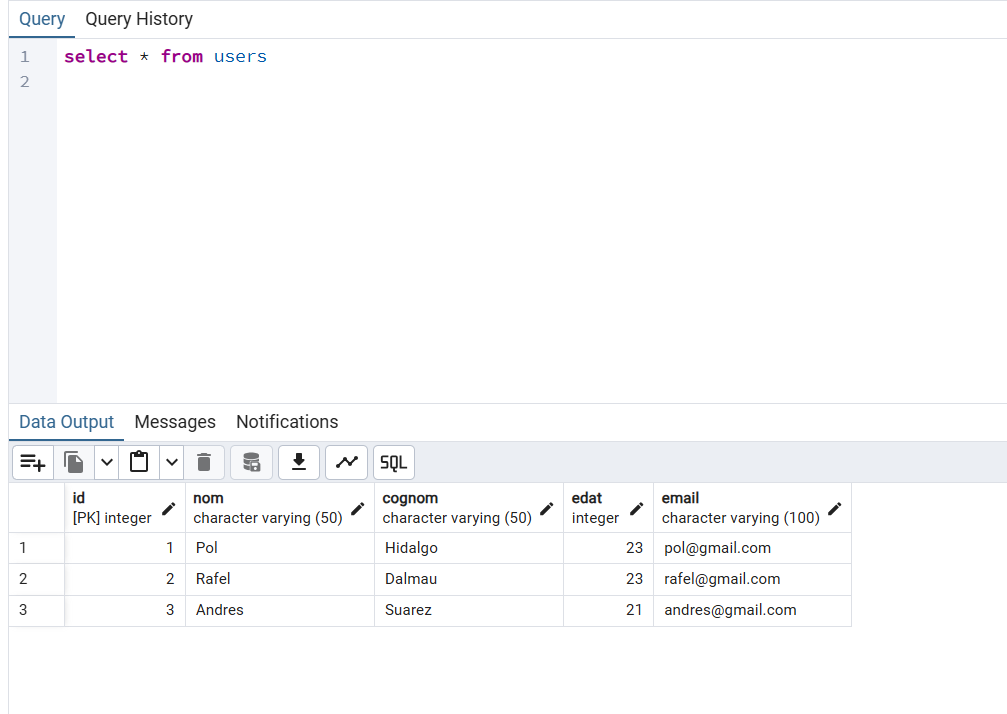 Query Query History
1 select * from users
2
Data Output Messages Notifications
SQL
id nom cognom edat email
[PK] integer character varying (50) character varying (50) integer character varying (100)
1 1 Pol Hidalgo 23 pol@gmail.com
2 2 Rafel Dalmau 23 rafel@gmail.com
3 3 Andres Suarez 21 andres@gmail.com